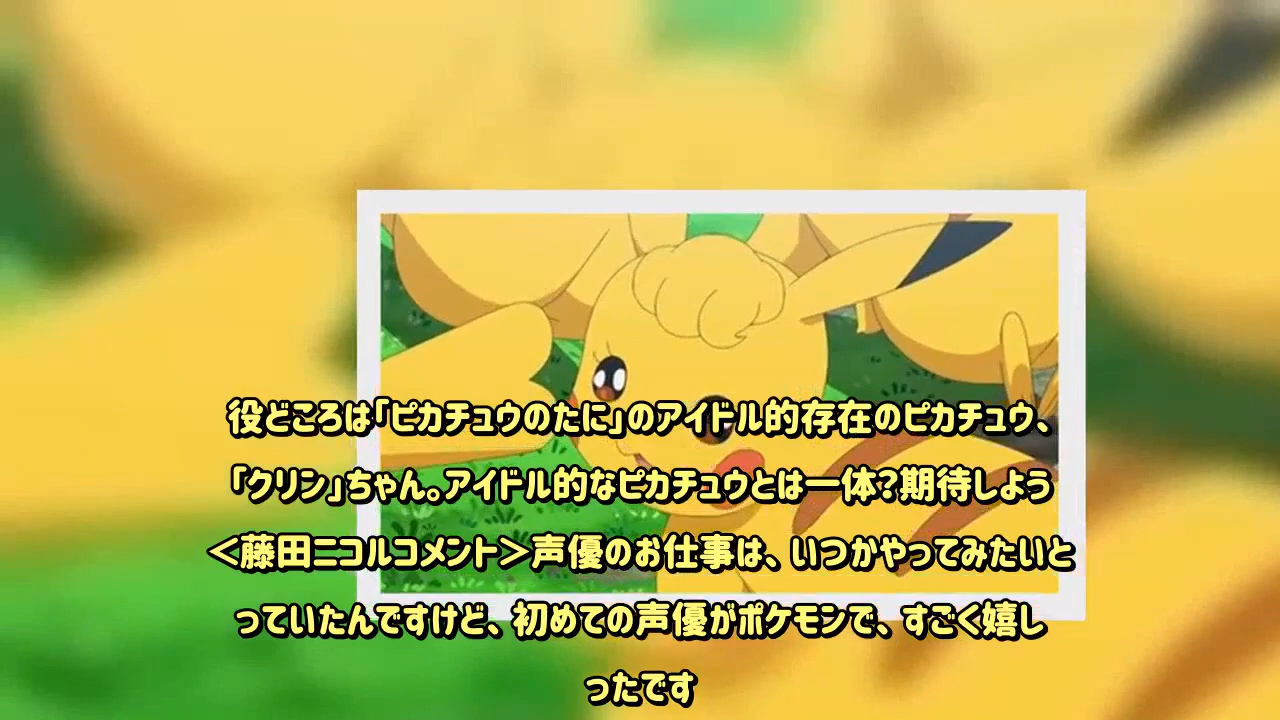 役どころは｢ピカチュウのたに｣のアイドル的存在のピカチュウ、
｢クリン｣ちゃん。アイドル的なピカチュウとは一体?期待しよう
＜藤田ニコルコメント＞声優のお仕事は、いつかやってみたいと
っていたんですけど、初めての声優がポケモンで、すごく嬉し
ったです